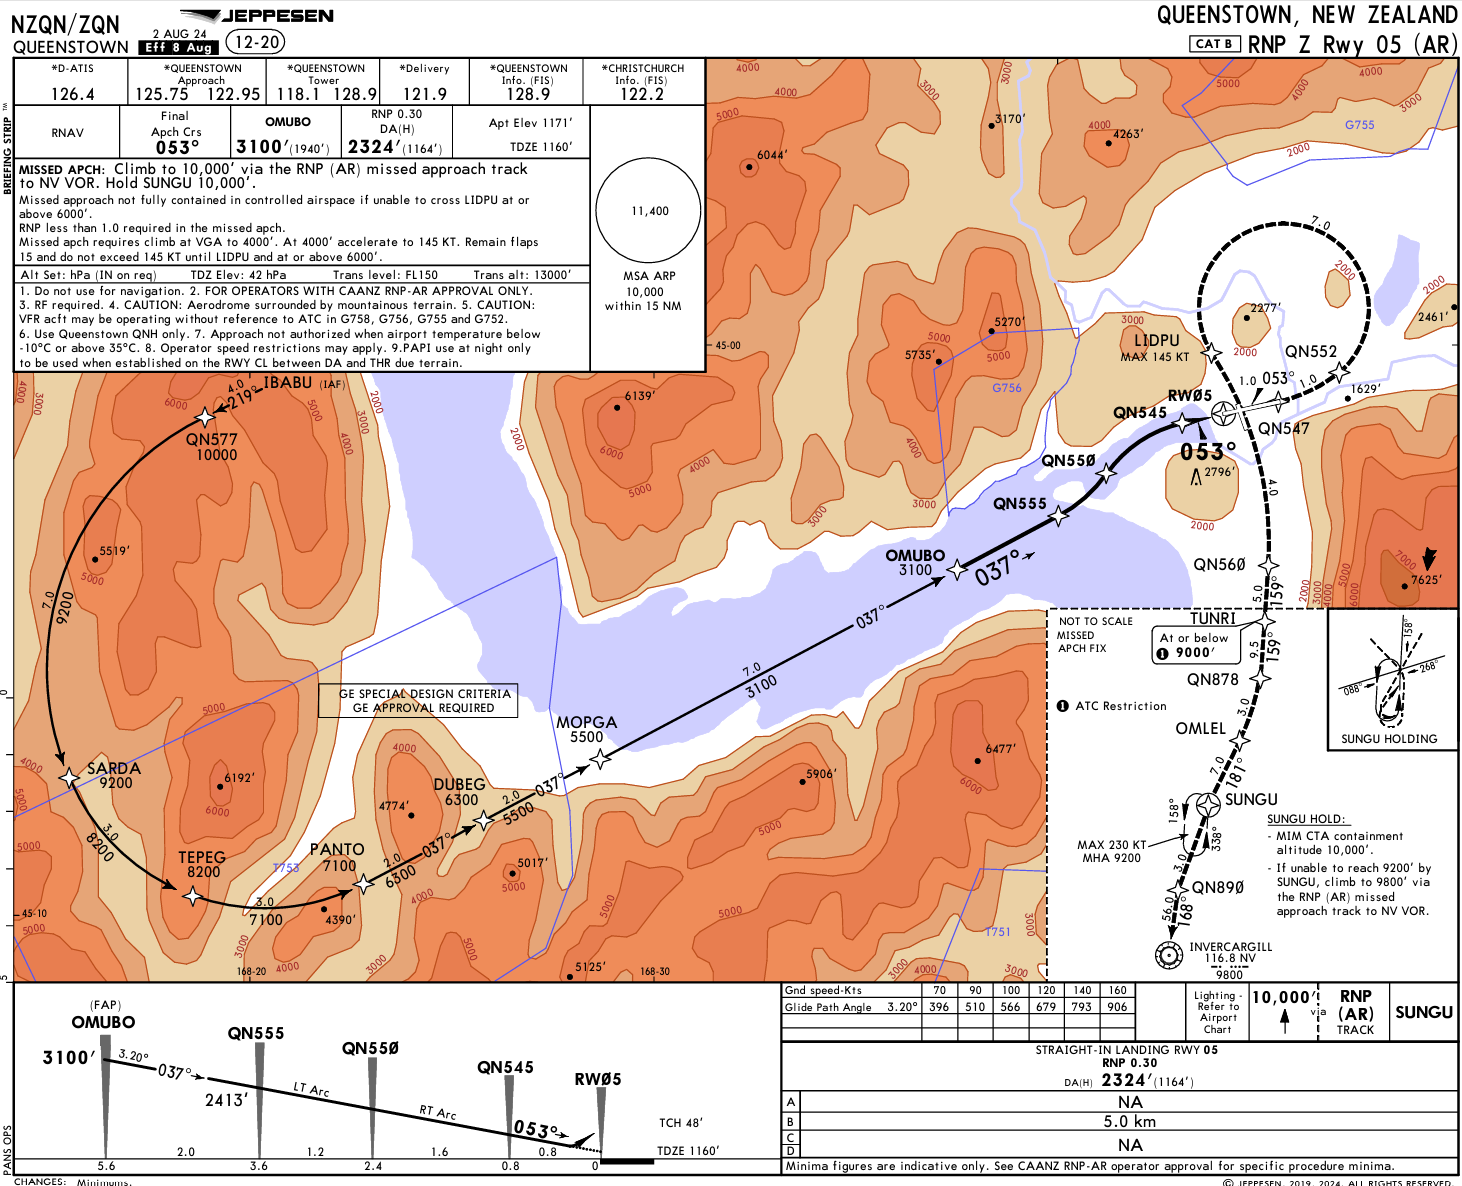 NZQN/ZQN
QUEENSTOWN
2 AUG 24
Eff 8 Aug
JEPPESEN
12-20
QUEENSTOWN, NEW ZEALAND
CAT B RNP Z Rwy 05 (AR)
BRIEFING STRIP ™
*D-ATIS
126.4
*QUEENSTOWN
Approach
125.75 122.95
*QUEENSTOWN
Tower
118.1 128.9
*Delivery
121.9
*QUEENSTOWN
Info. (FIS)
128.9
*CHRISTCHURCH
Info. (FIS)
122.2
RNAV
Final
Apch Crs
053°
OMUBO
3100′(1940′)
RNP 0.30
DA(H)
2324′(1164′)
Apt Elev 1171′
TDZE 1160′
MISSED APCH: Climb to 10,000′ via the RNP (AR) missed approach track
to NV VOR. Hold SUNGU 10,000′.
Missed approach not fully contained in controlled airspace if unable to cross LIDPU at or
above 6000′.
RNP less than 1.0 required in the missed apch.
Missed apch requires climb at VGA to 4000′. At 4000′ accelerate to 145 KT. Remain flaps
15 and do not exceed 145 KT until LIDPU and at or above 6000′.
Alt Set: hPa (IN on req) TDZ Elev: 42 hPa Trans level: FL150 Trans alt: 13000′
1. Do not use for navigation. 2. FOR OPERATORS WITH CAANZ RNP-AR APPROVAL ONLY.
3. RF required. 4. CAUTION: Aerodrome surrounded by mountainous terrain. 5. CAUTION:
VFR acft may be operating without reference to ATC in G758, G756, G755 and G752.
6. Use Queenstown QNH only. 7. Approach not authorized when airport temperature below
-10°C or above 35°C. 8. Operator speed restrictions may apply. 9.PAPI use at night only
to be used when established on the RWY CL between DA and THR due terrain.
11,400
MSA ARP
10,000
within 15 NM
4000
4000
5000
6044′
3000
3000
3170′
4000
4263′
5000
4000
4000
3000
2000
G755
7.0
2000
2277′
2000
2461′
45-00
5270′
5000
5000
5735′
G756
3000
LIDPU
MAX 145 KT
QN552
1.0
053°
1.0
1629′
RWØ5
QN545
QN547
053°
2796′
2000
4000
3000
6000
4.0
219°
IBABU (IAF)
5000
3000
QN577
10000
6139′
6000
5000
4000
2000
4000
3000
3000
QN55Ø
QN555
OMUBO
3100
037°
4.0
QN56Ø
5.0
159°
7000
7625′
2000
3000
4000
6000
5519′
5000
7.0
9200
4000
3000
7.0
3100
037°
NOT TO SCALE
MISSED
APCH FIX
TUNRI
At or below
1 9000′
9.5
159°
QN878
1 ATC Restriction
3.0
OMLEL
7.0
181°
SUNGU
158°
338°
MAX 230 KT
MHA 9200
3.0
QN89Ø
56.0
168°
INVERCARGILL
116.8 NV
9800
158°
268°
088°
SUNGU HOLDING
SUNGU HOLD:
- MIM CTA containment
altitude 10,000′.
- If unable to reach 9200′ by
SUNGU, climb to 9800′ via
the RNP (AR) missed
approach track to NV VOR.
GE SPECIAL DESIGN CRITERIA
GE APPROVAL REQUIRED
5000
4000
MOPGA
5500
4000
5000
SARDA
9200
6192′
6000
DUBEG
6300
2.0
5500
037°
4774′
5906′
6477′
6000
3.0
8200
5000
TEPEG
8200
PANTO
7100
2.0
6300
037°
T753
5017′
5000
5000
4000
5000
5000
3.0
7100
4390′
45-10
5000
3000
4000
3000
168-20
5125′
168-30
T751
3000
4000
3000
(FAP)
OMUBO
3100′
3.20°
037°
2413′
QN555
LT Arc
QN55Ø
RT Arc
QN545
053°
RWØ5
TCH 48′
TDZE 1160′
2.0 1.2 1.6 0.8
5.6 3.6 2.4 0.8 0
PANS OPS
Gnd speed-Kts 70 90 100 120 140 160
Glide Path Angle 3.20° 396 510 566 679 793 906
Lighting -
Refer to
Airport
Chart
10,000′
via
RNP
(AR)
TRACK
SUNGU
STRAIGHT-IN LANDING RWY 05
RNP 0.30
DA(H) 2324′(1164′)
A NA
B 5.0 km
C
D NA
Minima figures are indicative only. See CAANZ RNP-AR operator approval for specific procedure minima.
CHANGES: Minimums.
© JEPPESEN, 2019, 2024. ALL RIGHTS RESERVED.